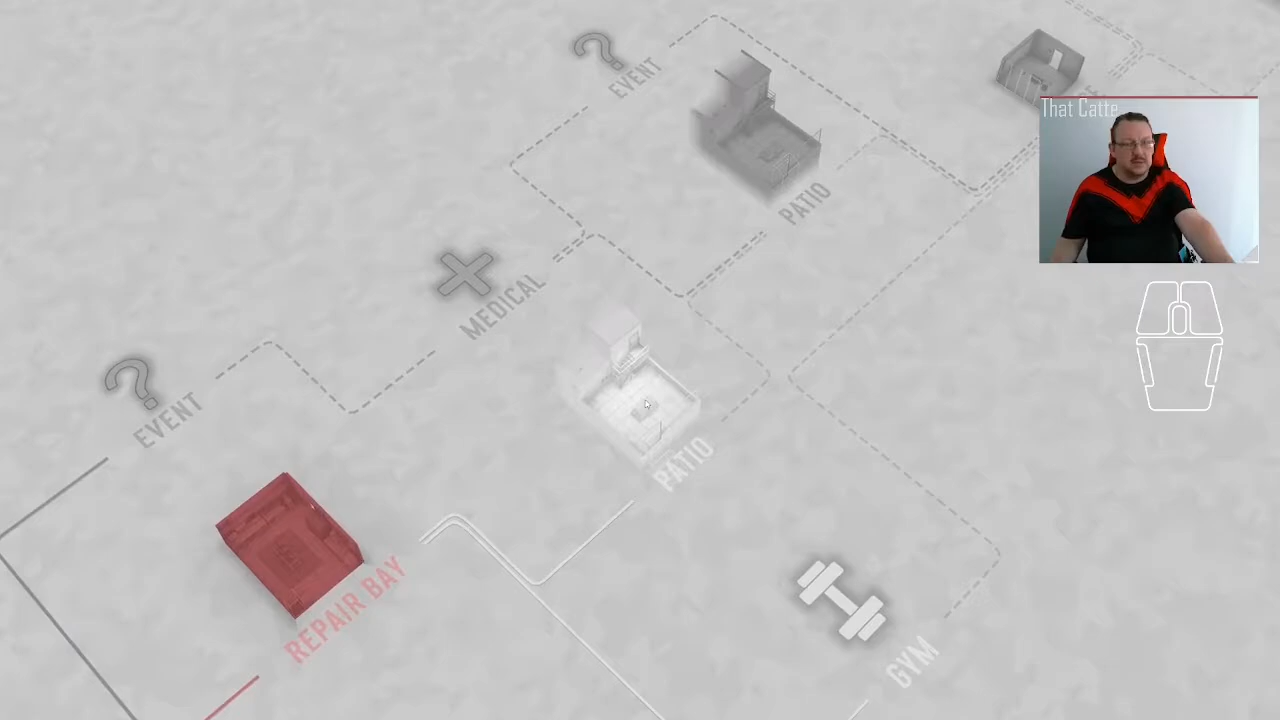 EVENT
That Catte
PATIO
MEDICAL
EVENT
PATIO
REPAIR BAY
GYM